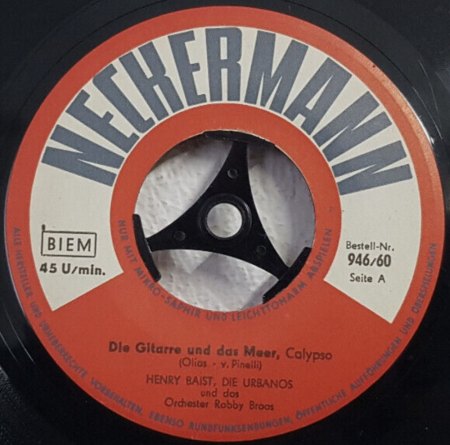 NECKERMANN
BIEM
45 U/min.
Bestell-Nr.
946/60
Seite A
NUR MIT MIKRO-SAPHIR UND LEICHTTONARM ABSPIELEN
Die Gitarre und das Meer, Calypso
(Olias - v. Pinelli)
HENRY BAIST, DIE URBANOS
und das
Orchester Robby Broos
ALLE HERSTELLER UND URHEBERRECHTE VORBEHALTEN, EBENSO RUNDFUNKSENDUNGEN, ÖFFENTLICHE AUFFÜHRUNGEN UND ÜBERSPIELUNGEN